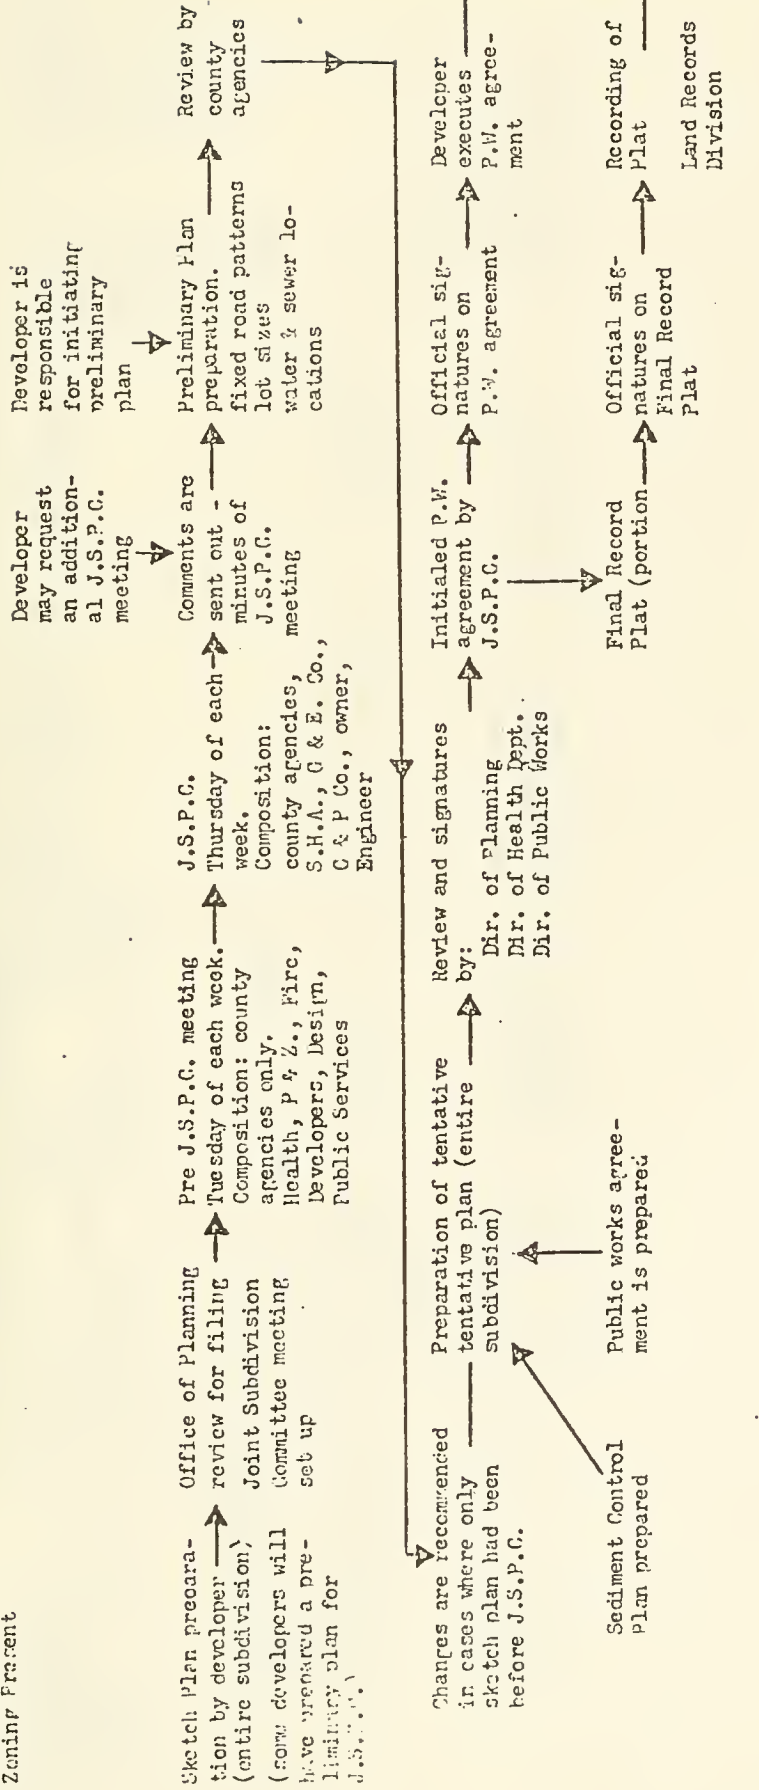 Zoning Present
Developer
may request
an addition-
al J.S.P.C.
meeting
Developer is
responsible
for initiating
preliminary
plan
Sketch Plan prepara-
tion by developer
(entire subdivision)
(some developers will
have prepared a pre-
liminary plan for
J.S.P.C.)
Office of Planning
review for filing
Joint Subdivision
Committee meeting
set up
Pre J.S.P.C. meeting
Tuesday of each week.
Composition: county
agencies only.
Health, P & Z., Fire,
Developers, Design,
Public Services
J.S.P.C.
Thursday of each
week.
Composition:
county agencies,
S.H.A., G & E. Co.,
C & P Co., owner,
Engineer
Comments are
sent out -
minutes of
J.S.P.C.
meeting
Preliminary Plan
preparation.
fixed road patterns
lot sizes
water & sewer lo-
cations
Review by
county
agencies
Changes are recommended
in cases where only
sketch plan had been
before J.S.P.C.
Preparation of tentative
tentative plan (entire
subdivision)
Review and signatures
by:
Dir. of Planning
Dir. of Health Dept.
Dir. of Public Works
Initialed P.W.
agreement by
J.S.P.C.
Official sig-
natures on
P.W. agreement
Developer
executes
P.W. agree-
ment
Sediment Control
Plan prepared
Public works agree-
ment is prepared
Final Record
Plat (portion
Official sig-
natures on
Final Record
Plat
Recording of
Plat
Land Records
Division